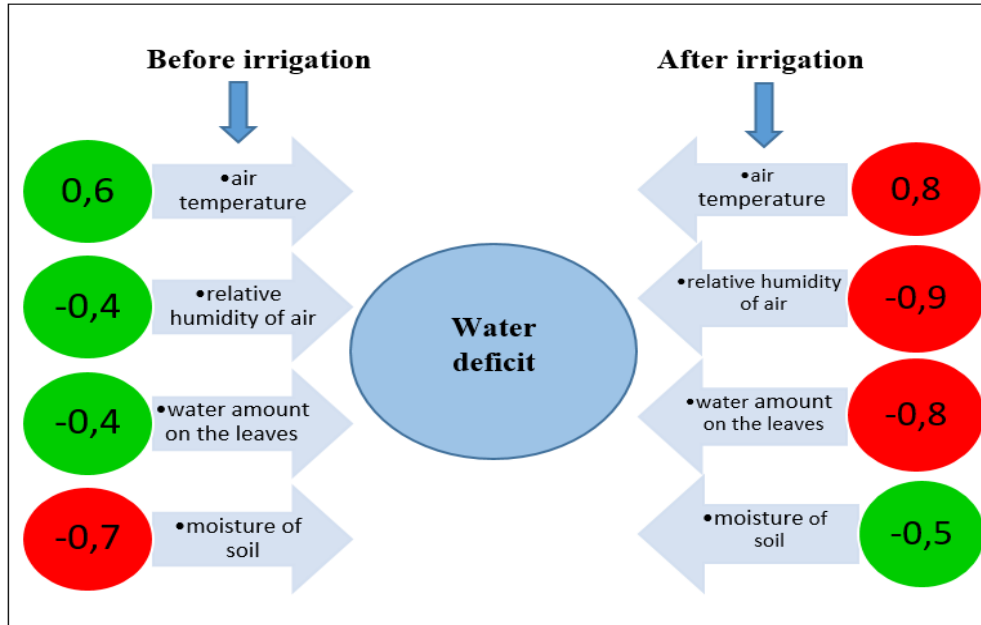 Before irrigation
After irrigation
0,6
•air
temperature
•air
temperature
0,8
-0,4
•relative
humidity of air
•relative humidity
of air
-0,9
Water
deficit
-0,4
•water amount
on the leaves
•water amount
on the leaves
-0,8
-0,7
•moisture of
soil
•moisture of
soil
-0,5